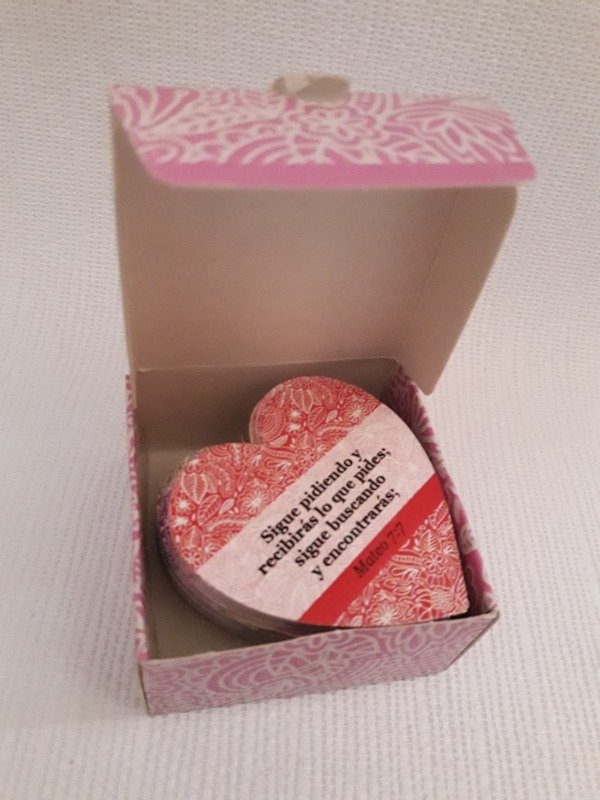 Sigue pidiendo y
recibirás lo que pides;
sigue buscando
y encontrarás;
Mateo 7:7